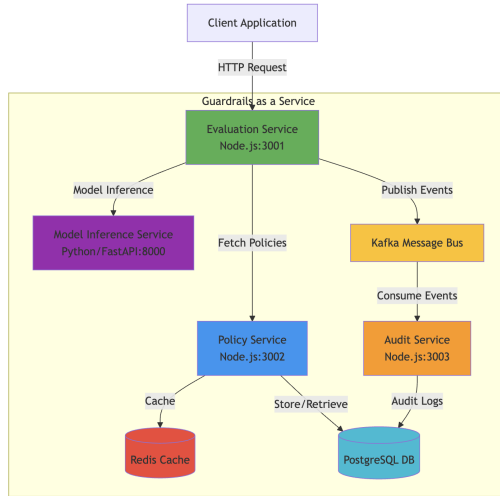 Client Application
HTTP Request
Guardrails as a Service
Evaluation Service
Node.js:3001
Model Inference
Publish Events
Model Inference Service
Python/FastAPI:8000
Fetch Policies
Kafka Message Bus
Consume Events
Policy Service
Node.js:3002
Audit Service
Node.js:3003
Cache
Store/Retrieve
Audit Logs
Redis Cache
PostgreSQL DB